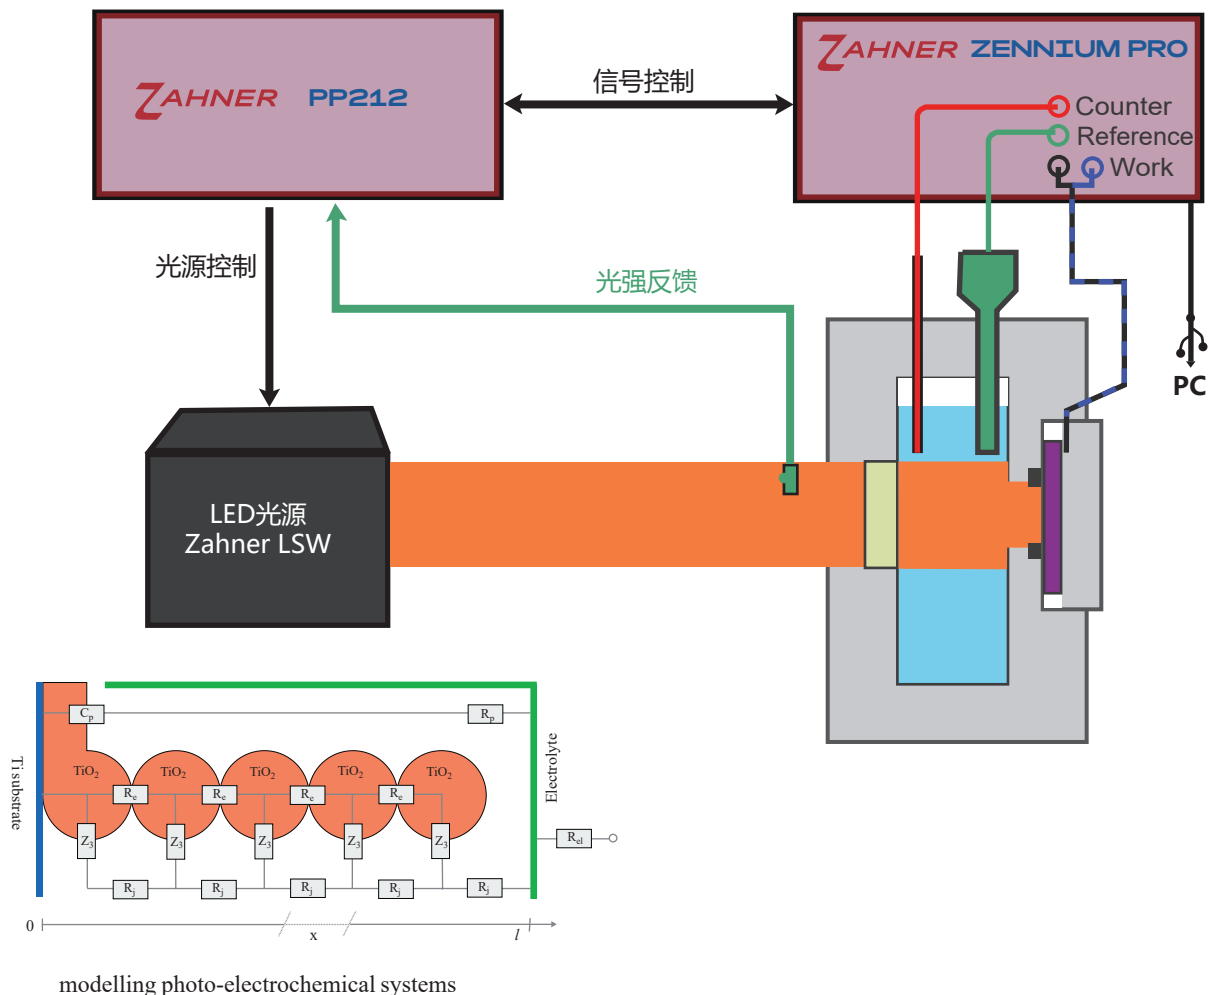 ZAHNER PP212
信号控制
ZAHNER ZENNIUM PRO
Counter
Reference
Work
光源控制
光强反馈
PC
LED光源
Zahner LSW
Cp
Rp
TiO2 TiO2 TiO2 TiO2 TiO2
Re Re Re Re
Ti substrate
Electrolyte
Z3 Z3 Z3 Z3 Z3
Rel
Rj Rj Rj Rj Rj
0 x l
modelling photo-electrochemical systems